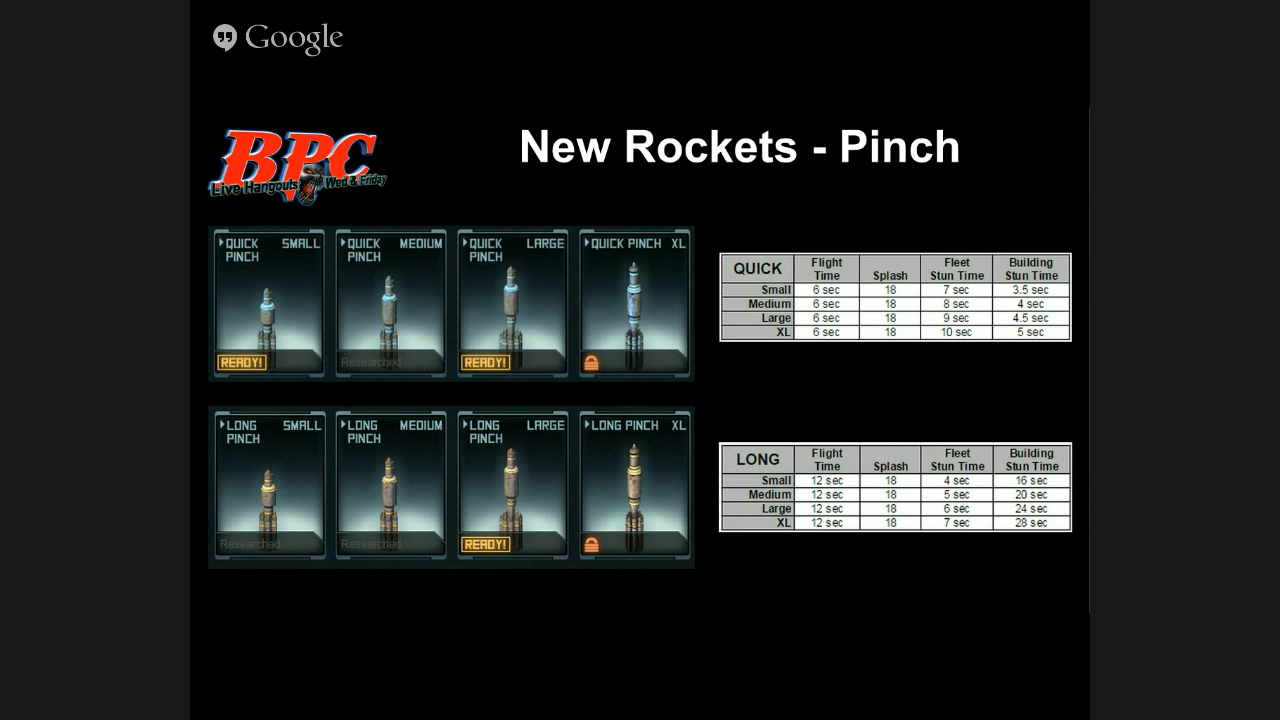 Google
BPC
Live Hangouts Wed & Friday
New Rockets - Pinch
QUICK PINCH SMALL
READY!
QUICK PINCH MEDIUM
Researched
QUICK PINCH LARGE
READY!
QUICK PINCH XL
QUICK Flight Time Splash Fleet Stun Time Building Stun Time
Small 6 sec 18 7 sec 3.5 sec
Medium 6 sec 18 8 sec 4 sec
Large 6 sec 18 9 sec 4.5 sec
XL 6 sec 18 10 sec 5 sec
LONG PINCH SMALL
Researched
LONG PINCH MEDIUM
Researched
LONG PINCH LARGE
READY!
LONG PINCH XL
LONG Flight Time Splash Fleet Stun Time Building Stun Time
Small 12 sec 18 4 sec 16 sec
Medium 12 sec 18 5 sec 20 sec
Large 12 sec 18 6 sec 24 sec
XL 12 sec 18 7 sec 28 sec